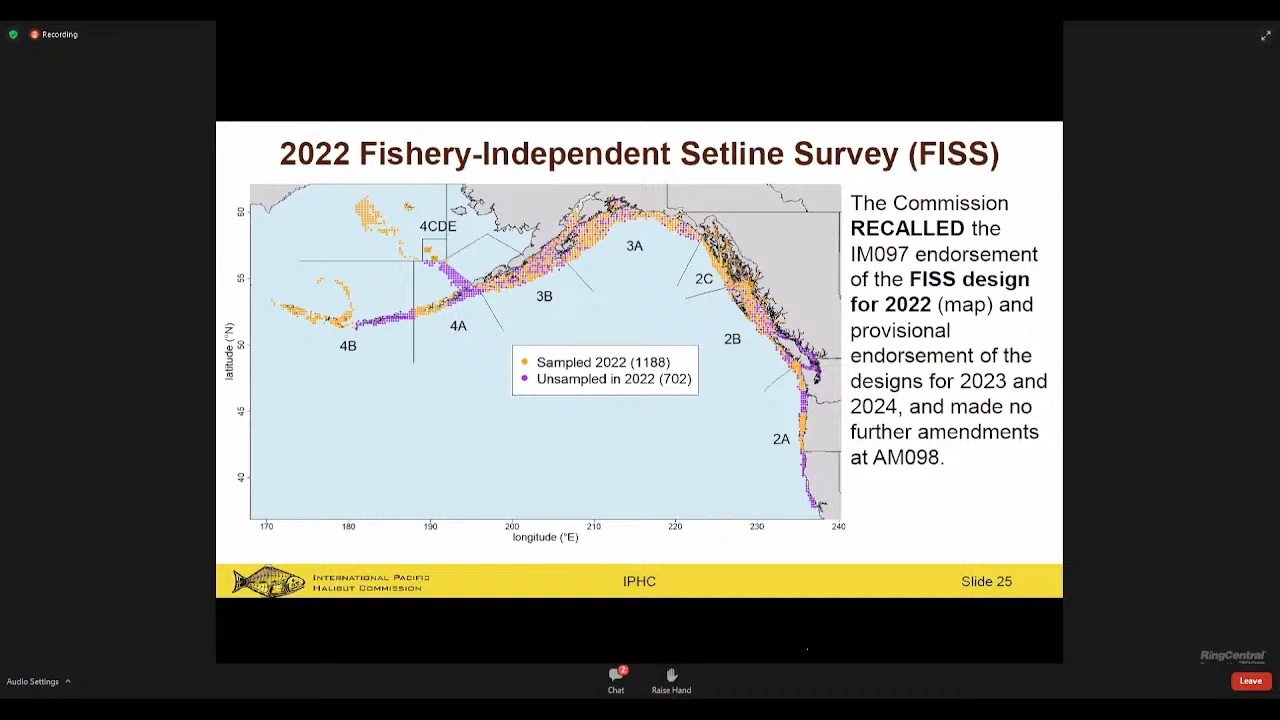 Recording
2022 Fishery-Independent Setline Survey (FISS)
60
55
50
45
40
latitude (°N)
4CDE
3A
2C
3B
4A
2B
4B
Sampled 2022 (1188)
Unsampled in 2022 (702)
2A
170
180
190
200
210
220
230
240
longitude (°E)
The Commission
RECALLED the
IM097 endorsement
of the FISS design
for 2022 (map) and
provisional
endorsement of the
designs for 2023 and
2024, and made no
further amendments
at AM098.
INTERNATIONAL PACIFIC
HALIBUT COMMISSION
IPHC
Slide 25
RingCentral
Audio Settings
2
Chat
Raise Hand
Leave